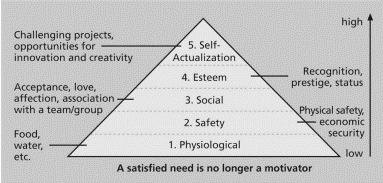 Challenging projects,
opportunities for
innovation and creativity
high
5. Self-
Actualization
4. Esteem
Recognition,
prestige, status
Acceptance, love,
affection, association
with a team/group
3. Social
Physical safety,
economic
security
2. Safety
Food,
water,
etc.
1. Physiological
low
A satisfied need is no longer a motivator